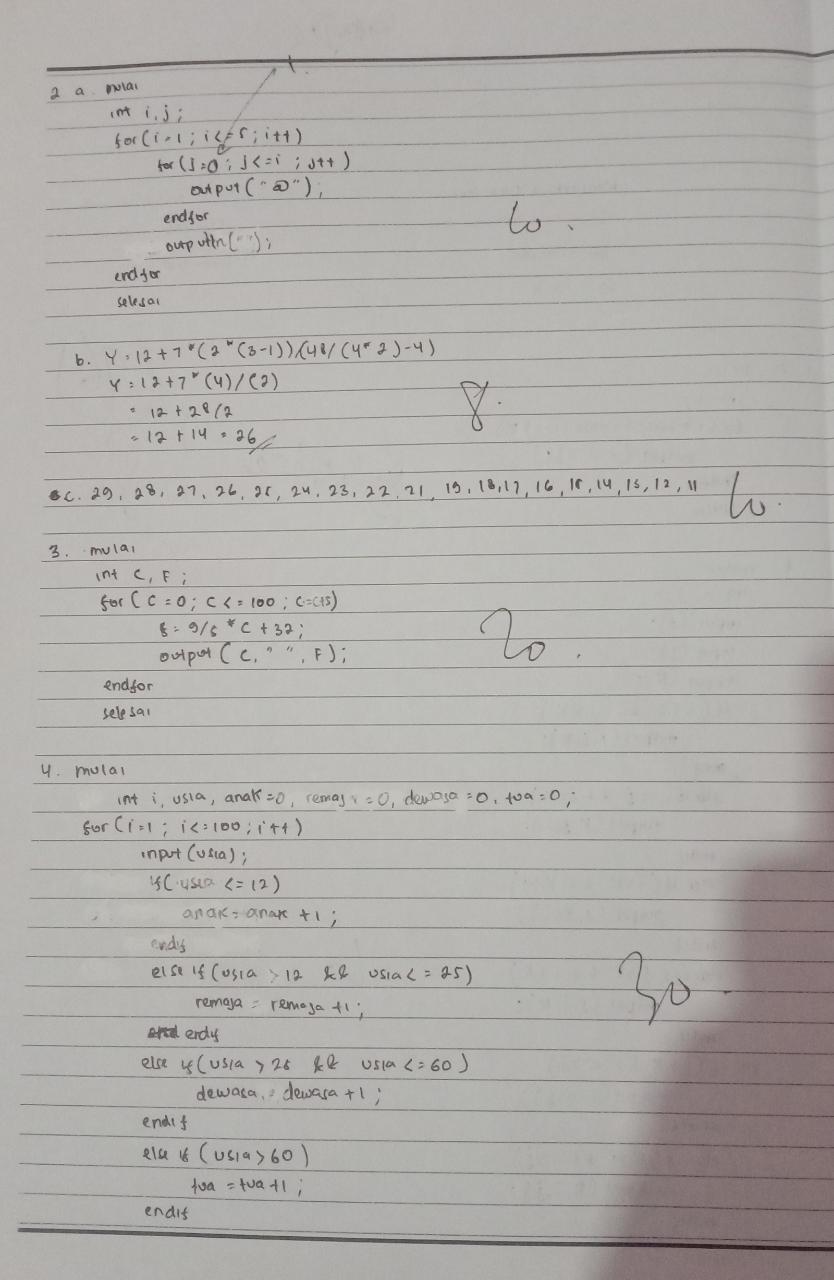 1.
2 a. mulai
int i, j;
for (i=1; i<=5; i++)
for (j=0; j<=i; j++)
output ("@");
endfor
10.
outputln (" ");
endfor
selesai
b. Y = 12 + 7 * (2 * (3-1)) / (48 / (4 * 2) - 4)
Y = 12 + 7 * (4) / (2)
= 12 + 28/2
8.
= 12 + 14 = 26
c. 29, 28, 27, 26, 25, 24, 23, 22, 21, 19, 18, 17, 16, 15, 14, 13, 12, 11
10.
3. mulai
int C, F;
for (C = 0; C <= 100; C=C+5)
f = 9/5 * C + 32;
20.
output (C, " ", F);
endfor
selesai
4. mulai
int i, usia, anak=0, remaja=0, dewasa=0, tua=0;
for (i=1; i<=100; i++)
input (usia);
if (usia <= 12)
anak = anak +1;
endif
else if (usia > 12 && usia <= 25)
30.
remaja = remaja +1;
endif
else if (usia > 25 && usia <= 60)
dewasa = dewasa +1;
endif
else if (usia > 60)
tua = tua +1;
endif